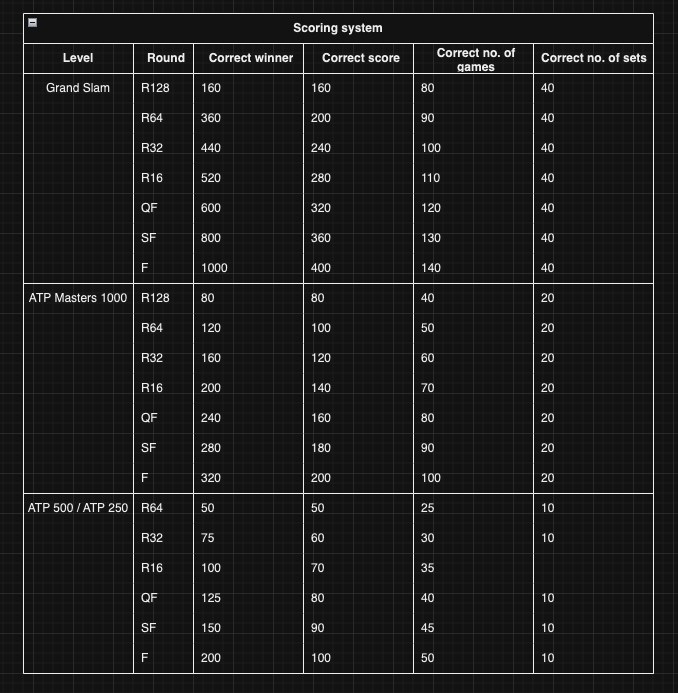 Scoring system
Level Round Correct winner Correct score Correct no. of games Correct no. of sets
Grand Slam R128 160 160 80 40
R64 360 200 90 40
R32 440 240 100 40
R16 520 280 110 40
QF 600 320 120 40
SF 800 360 130 40
F 1000 400 140 40
ATP Masters 1000 R128 80 80 40 20
R64 120 100 50 20
R32 160 120 60 20
R16 200 140 70 20
QF 240 160 80 20
SF 280 180 90 20
F 320 200 100 20
ATP 500 / ATP 250 R64 50 50 25 10
R32 75 60 30 10
R16 100 70 35
QF 125 80 40 10
SF 150 90 45 10
F 200 100 50 10